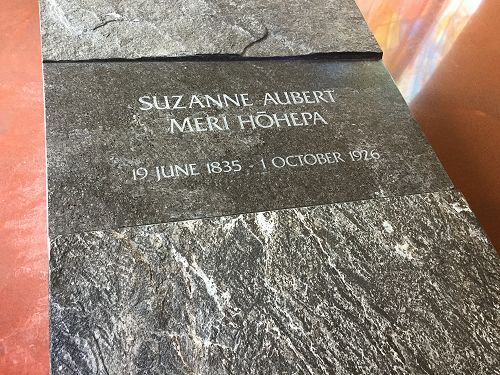 SUZANNE AUBERT
MERI HŌHEPA
19 JUNE 1835 - 1 OCTOBER 1926